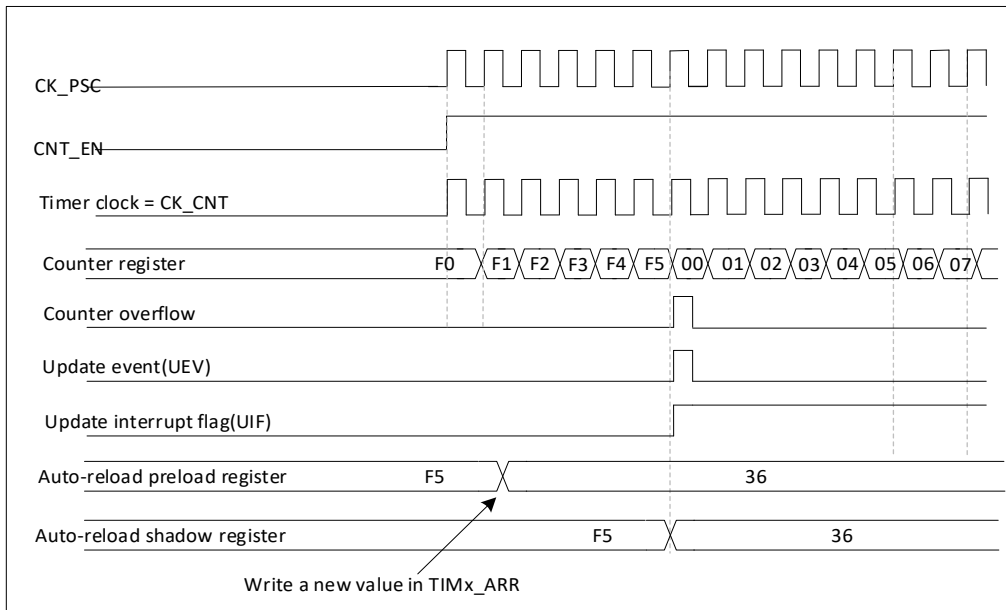 CK_PSC
CNT_EN
Timer clock = CK_CNT
Counter register F0 F1 F2 F3 F4 F5 00 01 02 03 04 05 06 07
Counter overflow
Update event(UEV)
Update interrupt flag(UIF)
Auto-reload preload register F5 36
Auto-reload shadow register F5 36
Write a new value in TIMx_ARR